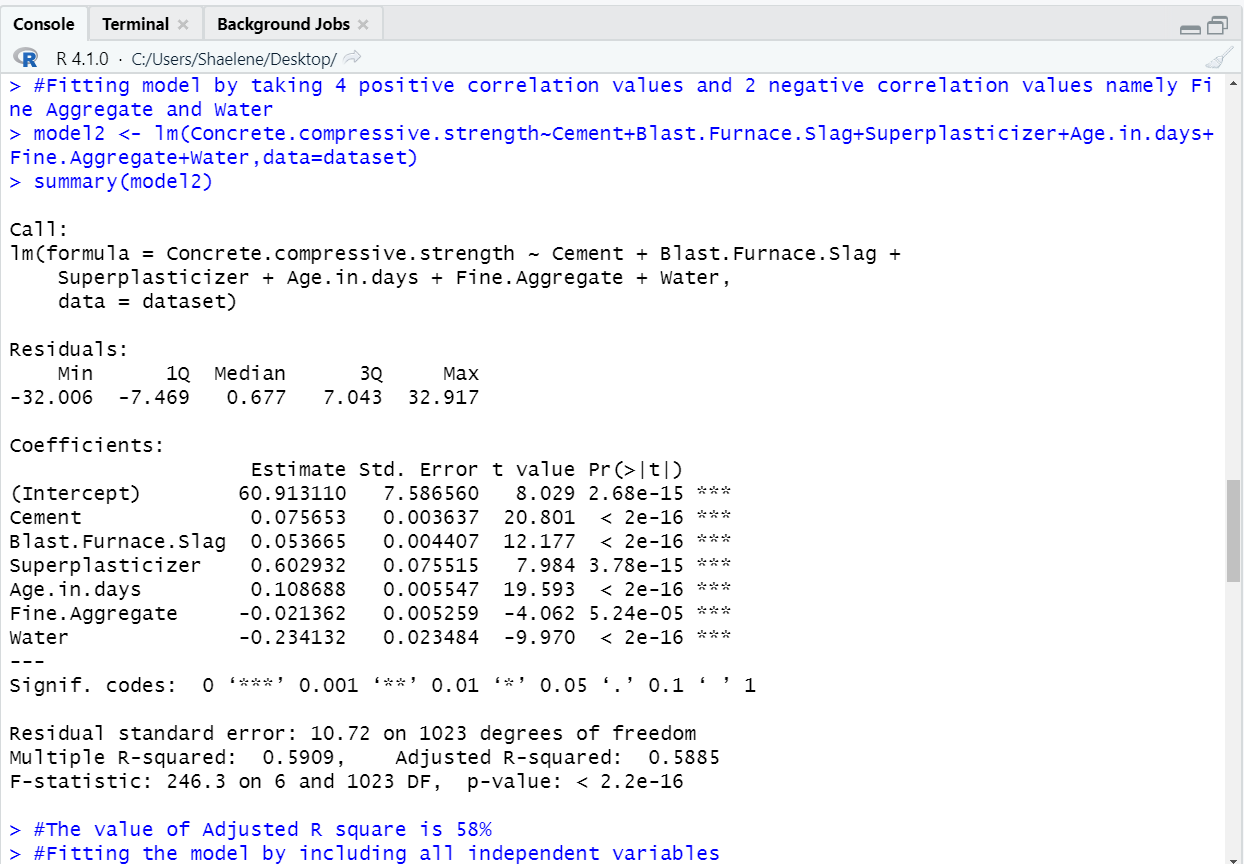 Console Terminal × Background Jobs ×
R R 4.1.0 · C:/Users/Shaelene/Desktop/
> #Fitting model by taking 4 positive correlation values and 2 negative correlation values namely Fi
ne Aggregate and Water
> model2 <- lm(Concrete.compressive.strength~Cement+Blast.Furnace.Slag+Superplasticizer+Age.in.days+
Fine.Aggregate+Water,data=dataset)
> summary(model2)
Call:
lm(formula = Concrete.compressive.strength ~ Cement + Blast.Furnace.Slag +
    Superplasticizer + Age.in.days + Fine.Aggregate + Water,
    data = dataset)
Residuals:
    Min      1Q  Median      3Q     Max
-32.006  -7.469   0.677   7.043  32.917
Coefficients:
                    Estimate Std. Error t value Pr(>|t|)
(Intercept)        60.913110   7.586560   8.029 2.68e-15 ***
Cement              0.075653   0.003637  20.801  < 2e-16 ***
Blast.Furnace.Slag  0.053665   0.004407  12.177  < 2e-16 ***
Superplasticizer    0.602932   0.075515   7.984 3.78e-15 ***
Age.in.days         0.108688   0.005547  19.593  < 2e-16 ***
Fine.Aggregate     -0.021362   0.005259  -4.062 5.24e-05 ***
Water              -0.234132   0.023484  -9.970  < 2e-16 ***
---
Signif. codes:  0 ‘***’ 0.001 ‘**’ 0.01 ‘*’ 0.05 ‘.’ 0.1 ‘ ’ 1
Residual standard error: 10.72 on 1023 degrees of freedom
Multiple R-squared:  0.5909,    Adjusted R-squared:  0.5885
F-statistic: 246.3 on 6 and 1023 DF,  p-value: < 2.2e-16
> #The value of Adjusted R square is 58%
> #Fitting the model by including all independent variables